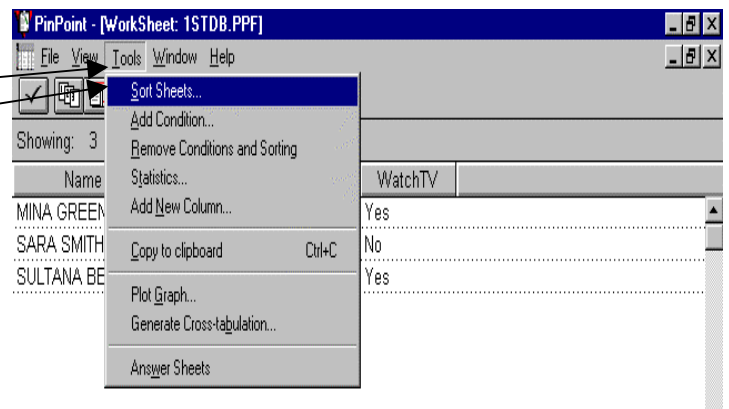 PinPoint - [WorkSheet: 1STDB.PPF]
File View Tools Window Help
Sort Sheets...
Add Condition...
Showing: 3
Remove Conditions and Sorting
Name
Statistics...
WatchTV
MINA GREEN
Add New Column...
Yes
SARA SMITH
Copy to clipboard Ctrl+C
No
SULTANA BE
Yes
Plot Graph...
Generate Cross-tabulation...
Answer Sheets